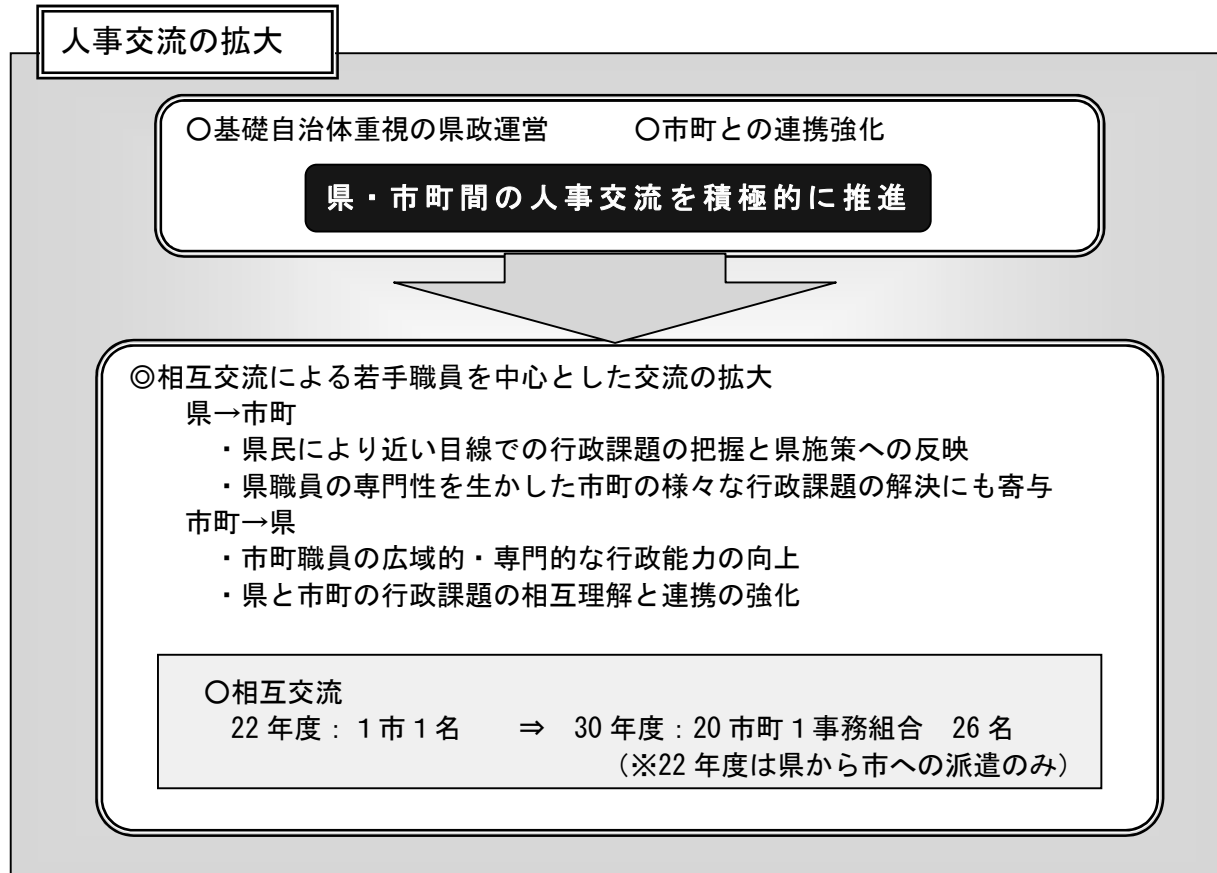 人事交流の拡大
○基礎自治体重視の県政運営　　○市町との連携強化
県・市町間の人事交流を積極的に推進
◎相互交流による若手職員を中心とした交流の拡大
県→市町
・県民により近い目線での行政課題の把握と県施策への反映
・県職員の専門性を生かした市町の様々な行政課題の解決にも寄与
市町→県
・市町職員の広域的・専門的な行政能力の向上
・県と市町の行政課題の相互理解と連携の強化
○相互交流
22年度：１市１名　⇒　30年度：20市町１事務組合　26名
（※22年度は県から市への派遣のみ）